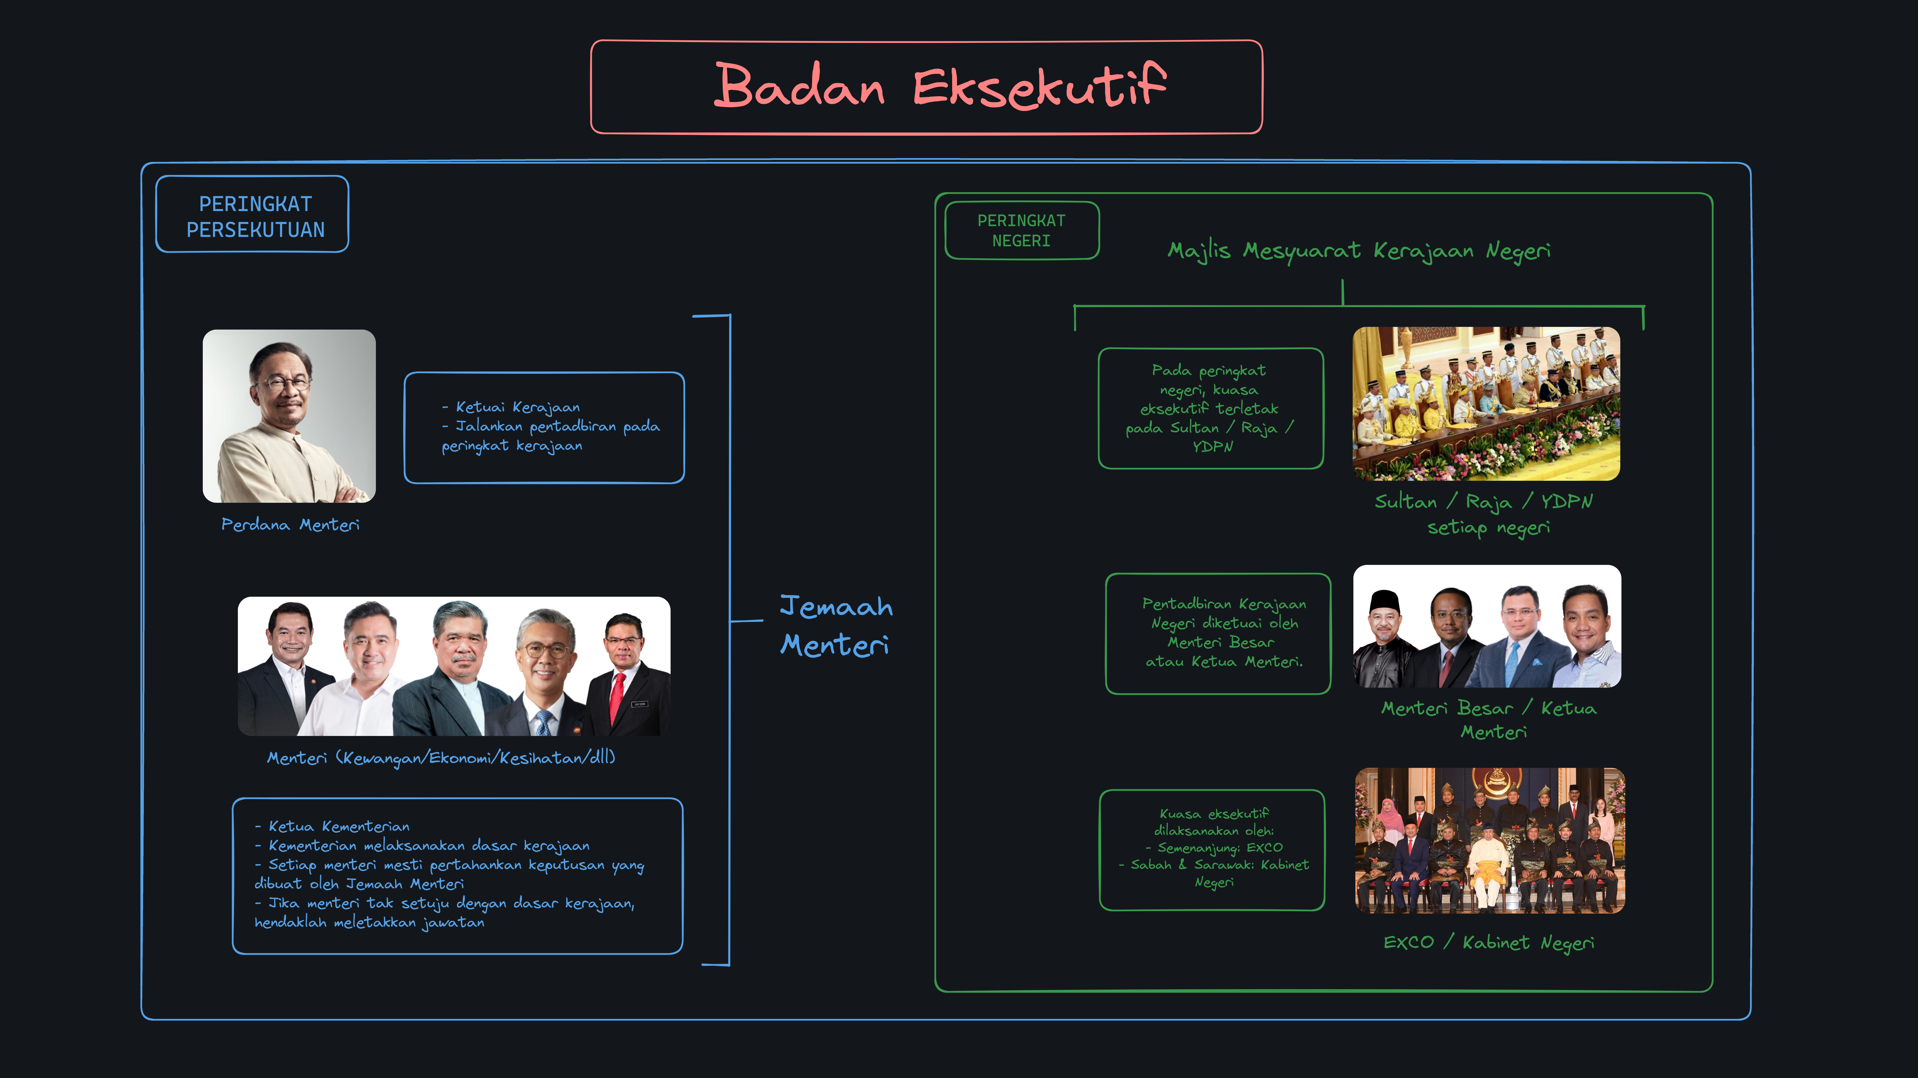 Badan Eksekutif
PERINGKAT
PERSEKUTUAN
- Ketuai Kerajaan
- Jalankan pentadbiran pada
peringkat kerajaan
Perdana Menteri
Menteri (Kewangan/Ekonomi/Kesihatan/dll)
- Ketua Kementerian
- Kementerian melaksanakan dasar kerajaan
- Setiap menteri mesti pertahankan keputusan yang
dibuat oleh Jemaah Menteri
- Jika menteri tak setuju dengan dasar kerajaan,
hendaklah meletakkan jawatan
Jemaah
Menteri
PERINGKAT
NEGERI
Majlis Mesyuarat Kerajaan Negeri
Pada peringkat
negeri, kuasa
eksekutif terletak
pada Sultan / Raja /
YDPN
Sultan / Raja / YDPN
setiap negeri
Pentadbiran Kerajaan
Negeri diketuai oleh
Menteri Besar
atau Ketua Menteri.
Menteri Besar / Ketua
Menteri
Kuasa eksekutif
dilaksanakan oleh:
- Semenanjung: EXCO
- Sabah & Sarawak: Kabinet
Negeri
EXCO / Kabinet Negeri